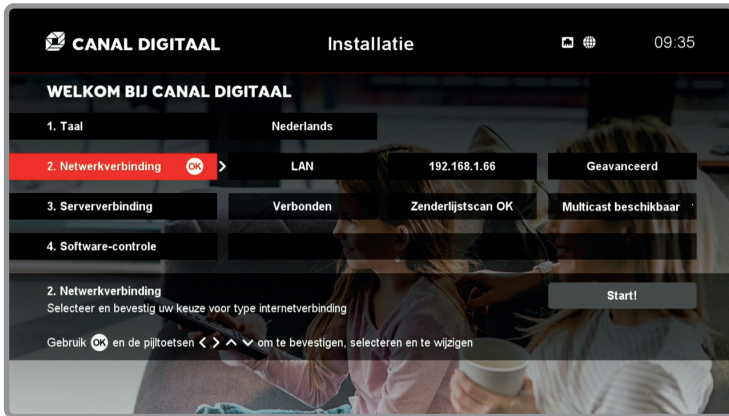 CANAL DIGITAAL Installatie 09:35
WELKOM BIJ CANAL DIGITAAL
1. Taal Nederlands
2. Netwerkverbinding OK > LAN 192.168.1.66 Geavanceerd
3. Serververbinding Verbonden Zenderlijstscan OK Multicast beschikbaar
4. Software-controle
2. Netwerkverbinding
Selecteer en bevestig uw keuze voor type internetverbinding
Start!
Gebruik OK en de pijltoetsen < > ∧ ∨ om te bevestigen, selecteren en te wijzigen